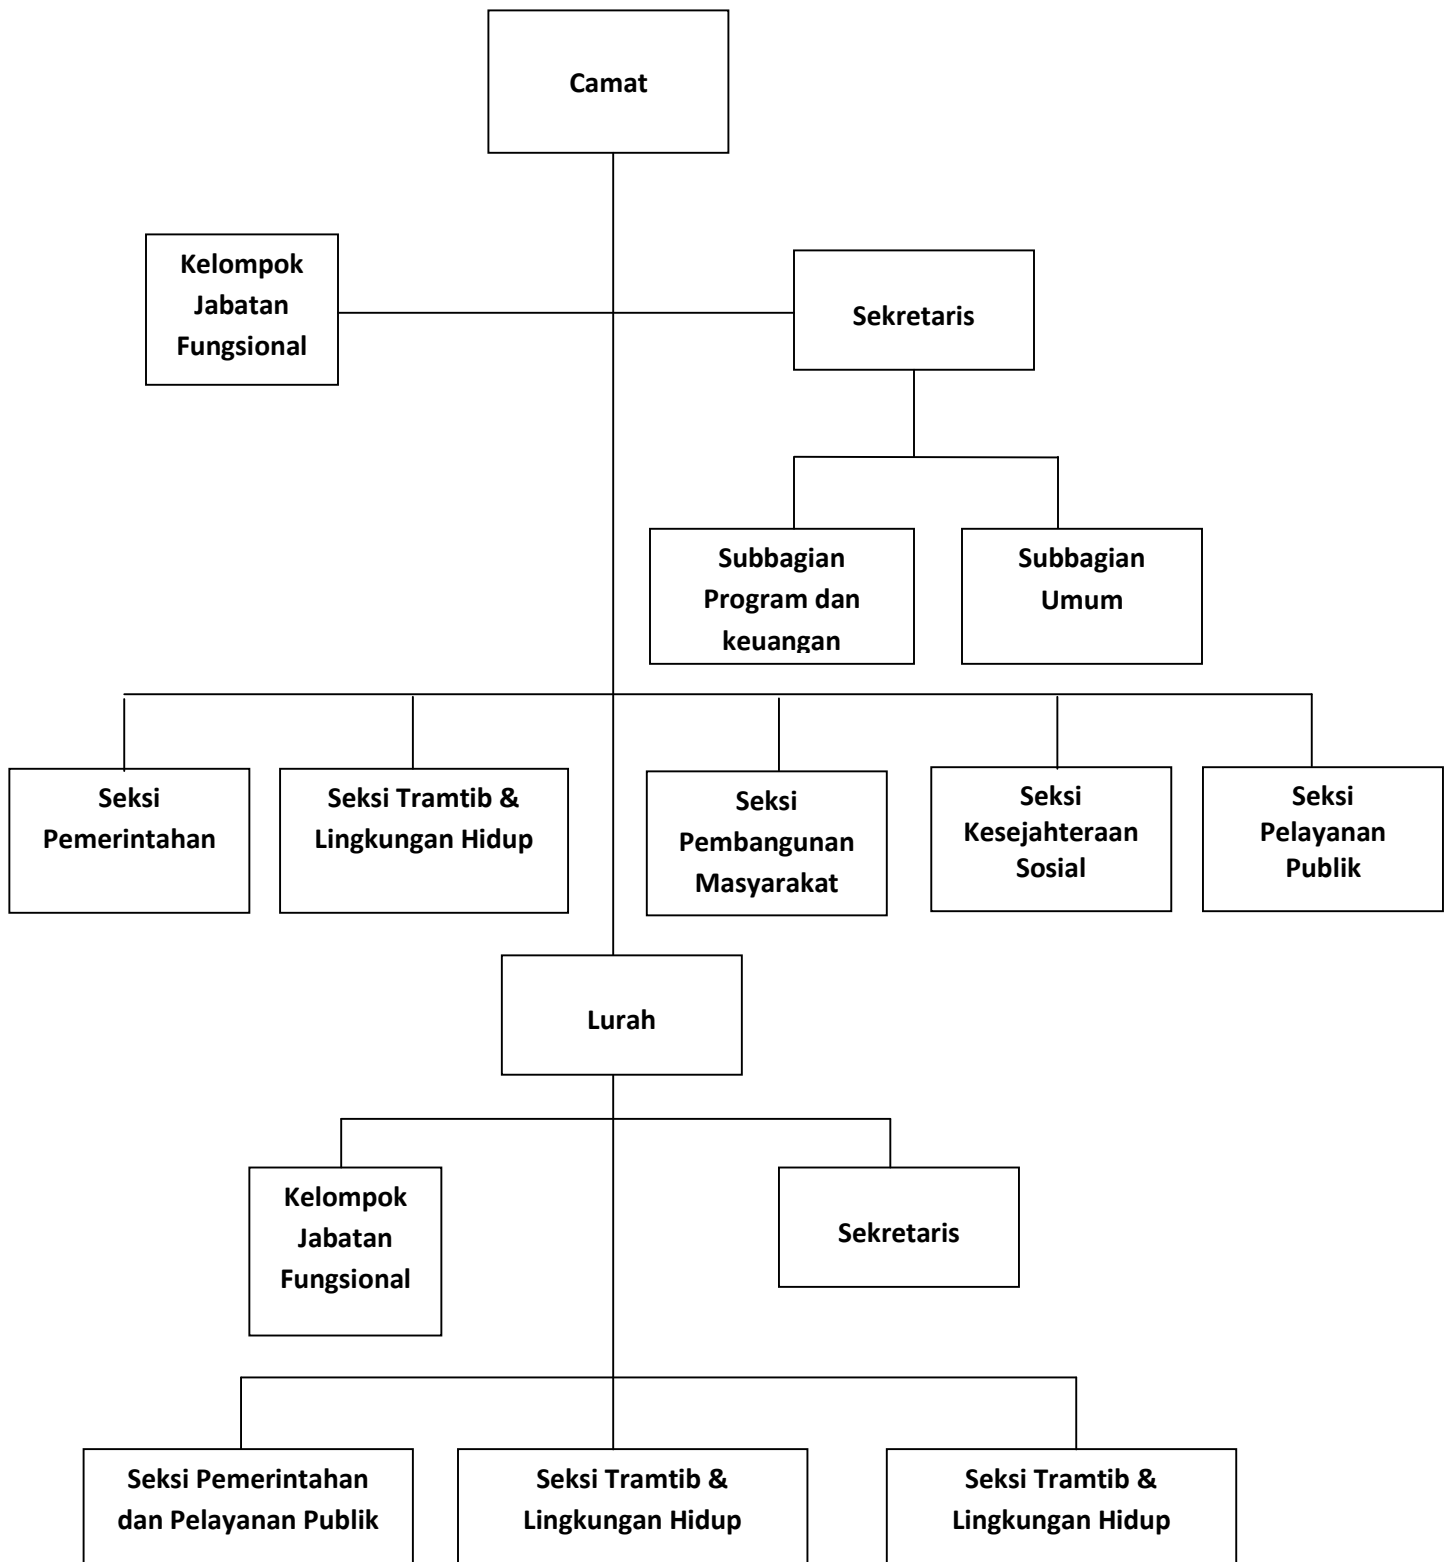 Camat
Kelompok
Jabatan
Fungsional
Sekretaris
Subbagian
Program dan
keuangan
Subbagian
Umum
Seksi
Pemerintahan
Seksi Tramtib &
Lingkungan Hidup
Seksi
Pembangunan
Masyarakat
Seksi
Kesejahteraan
Sosial
Seksi
Pelayanan
Publik
Lurah
Kelompok
Jabatan
Fungsional
Sekretaris
Seksi Pemerintahan
dan Pelayanan Publik
Seksi Tramtib &
Lingkungan Hidup
Seksi Tramtib &
Lingkungan Hidup